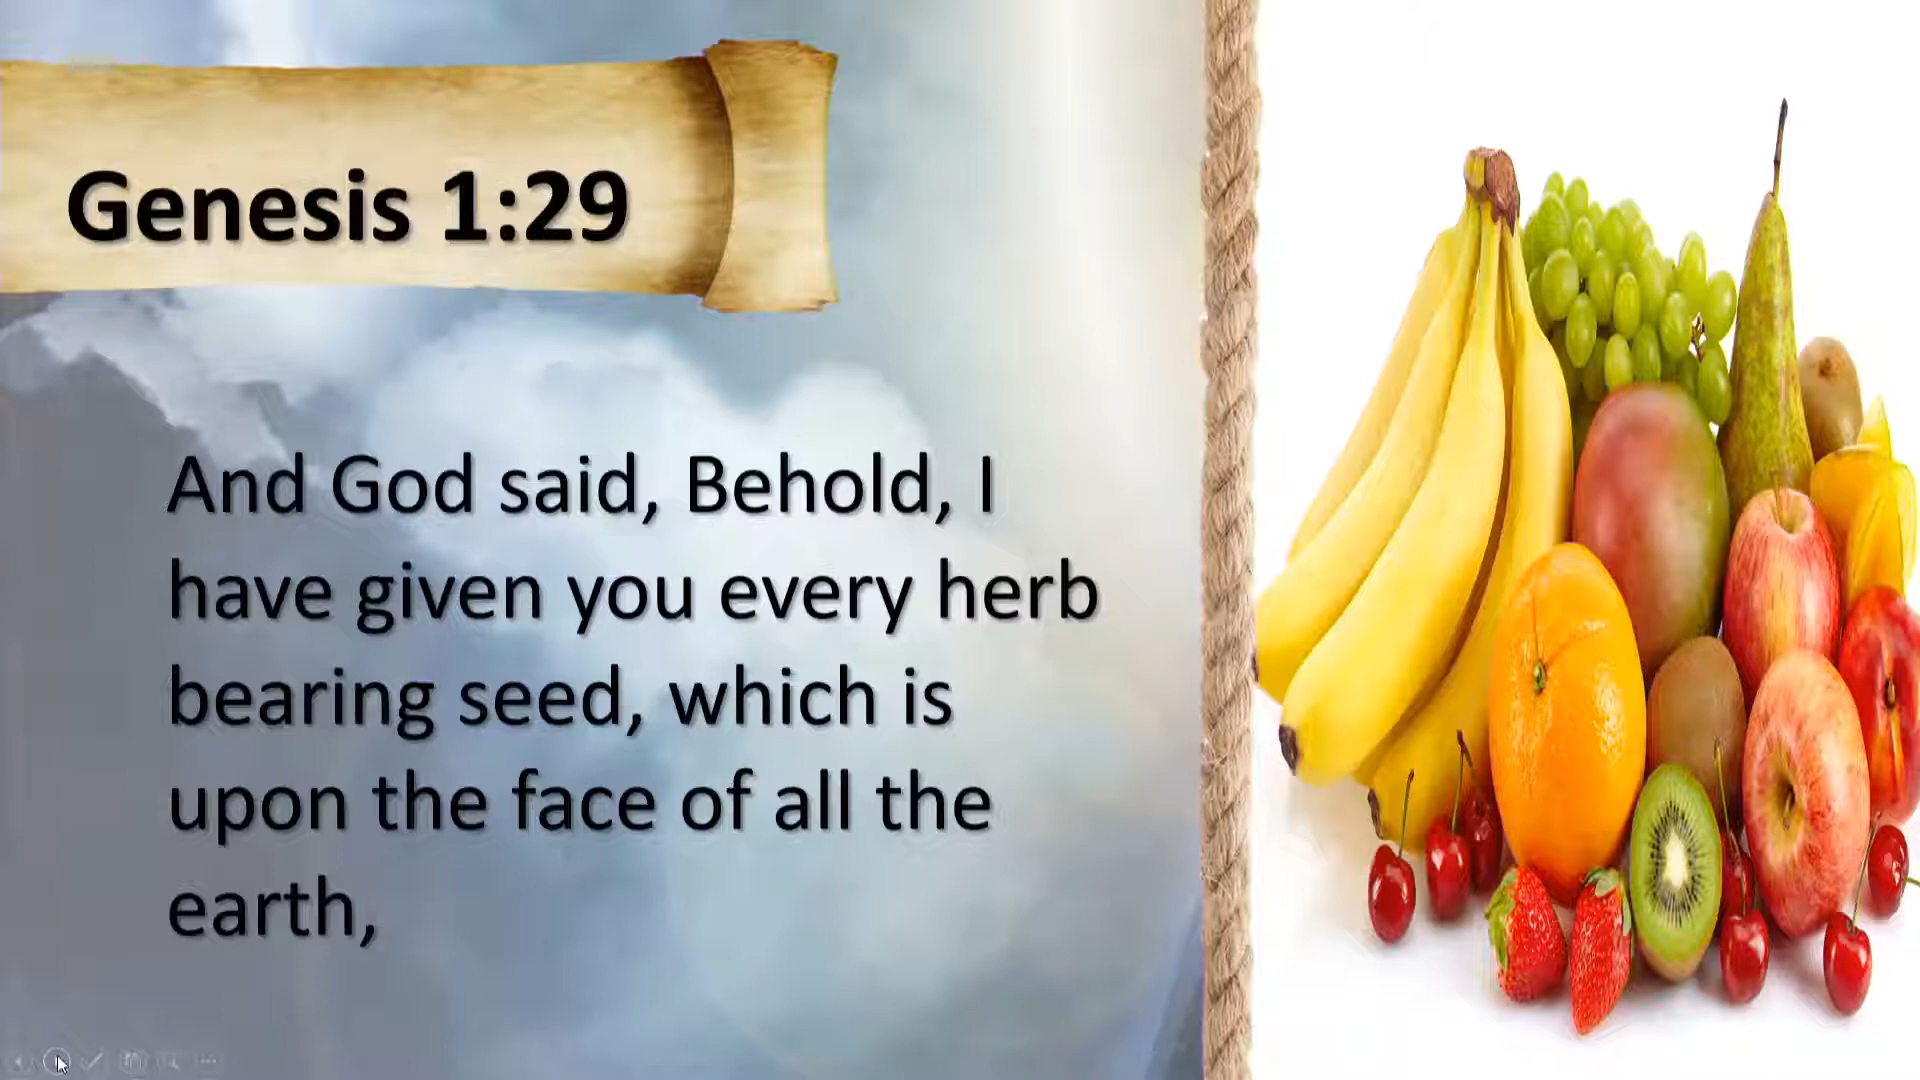 Genesis 1:29
And God said, Behold, I
have given you every herb
bearing seed, which is
upon the face of all the
earth,